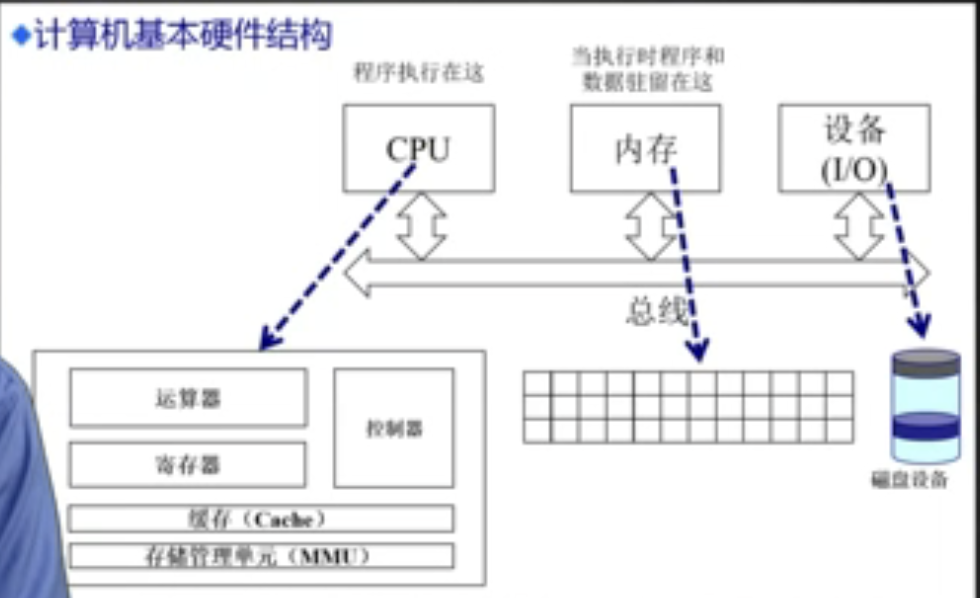 计算机基本硬件结构
程序执行在这
当执行时程序和
数据驻留在这
CPU
内存
设备
(I/O)
总线
运算器
控制器
寄存器
缓存（Cache）
存储管理单元（MMU）
磁盘设备